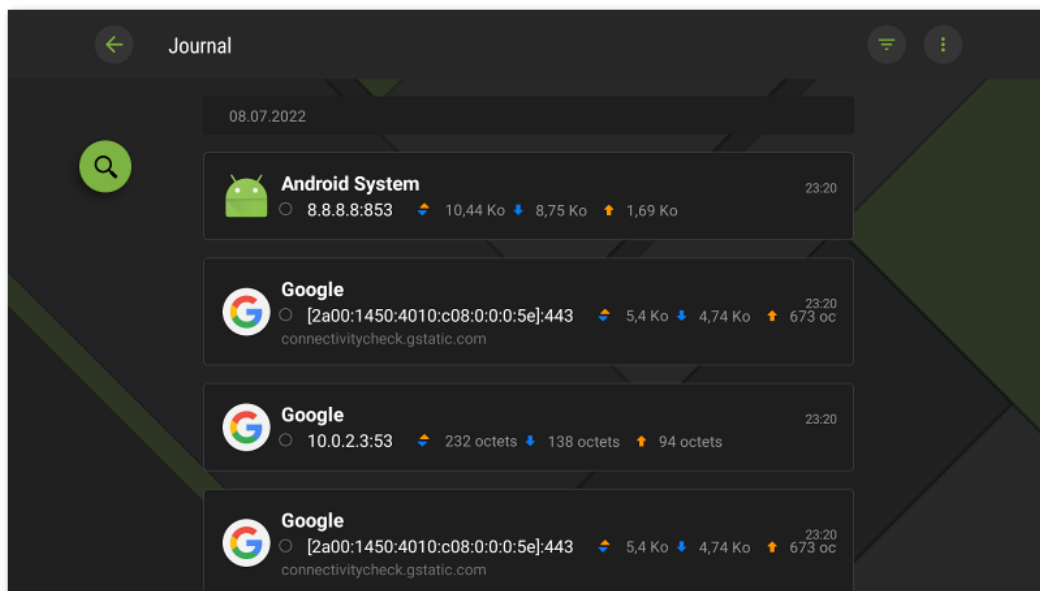 Journal
08.07.2022
Android System
23:20
8.8.8.8:853 10,44 Ko 8,75 Ko 1,69 Ko
Google
23:20
[2a00:1450:4010:c08:0:0:0:5e]:443 5,4 Ko 4,74 Ko 673 oc
connectivitycheck.gstatic.com
Google
23:20
10.0.2.3:53 232 octets 138 octets 94 octets
Google
23:20
[2a00:1450:4010:c08:0:0:0:5e]:443 5,4 Ko 4,74 Ko 673 oc
connectivitycheck.gstatic.com